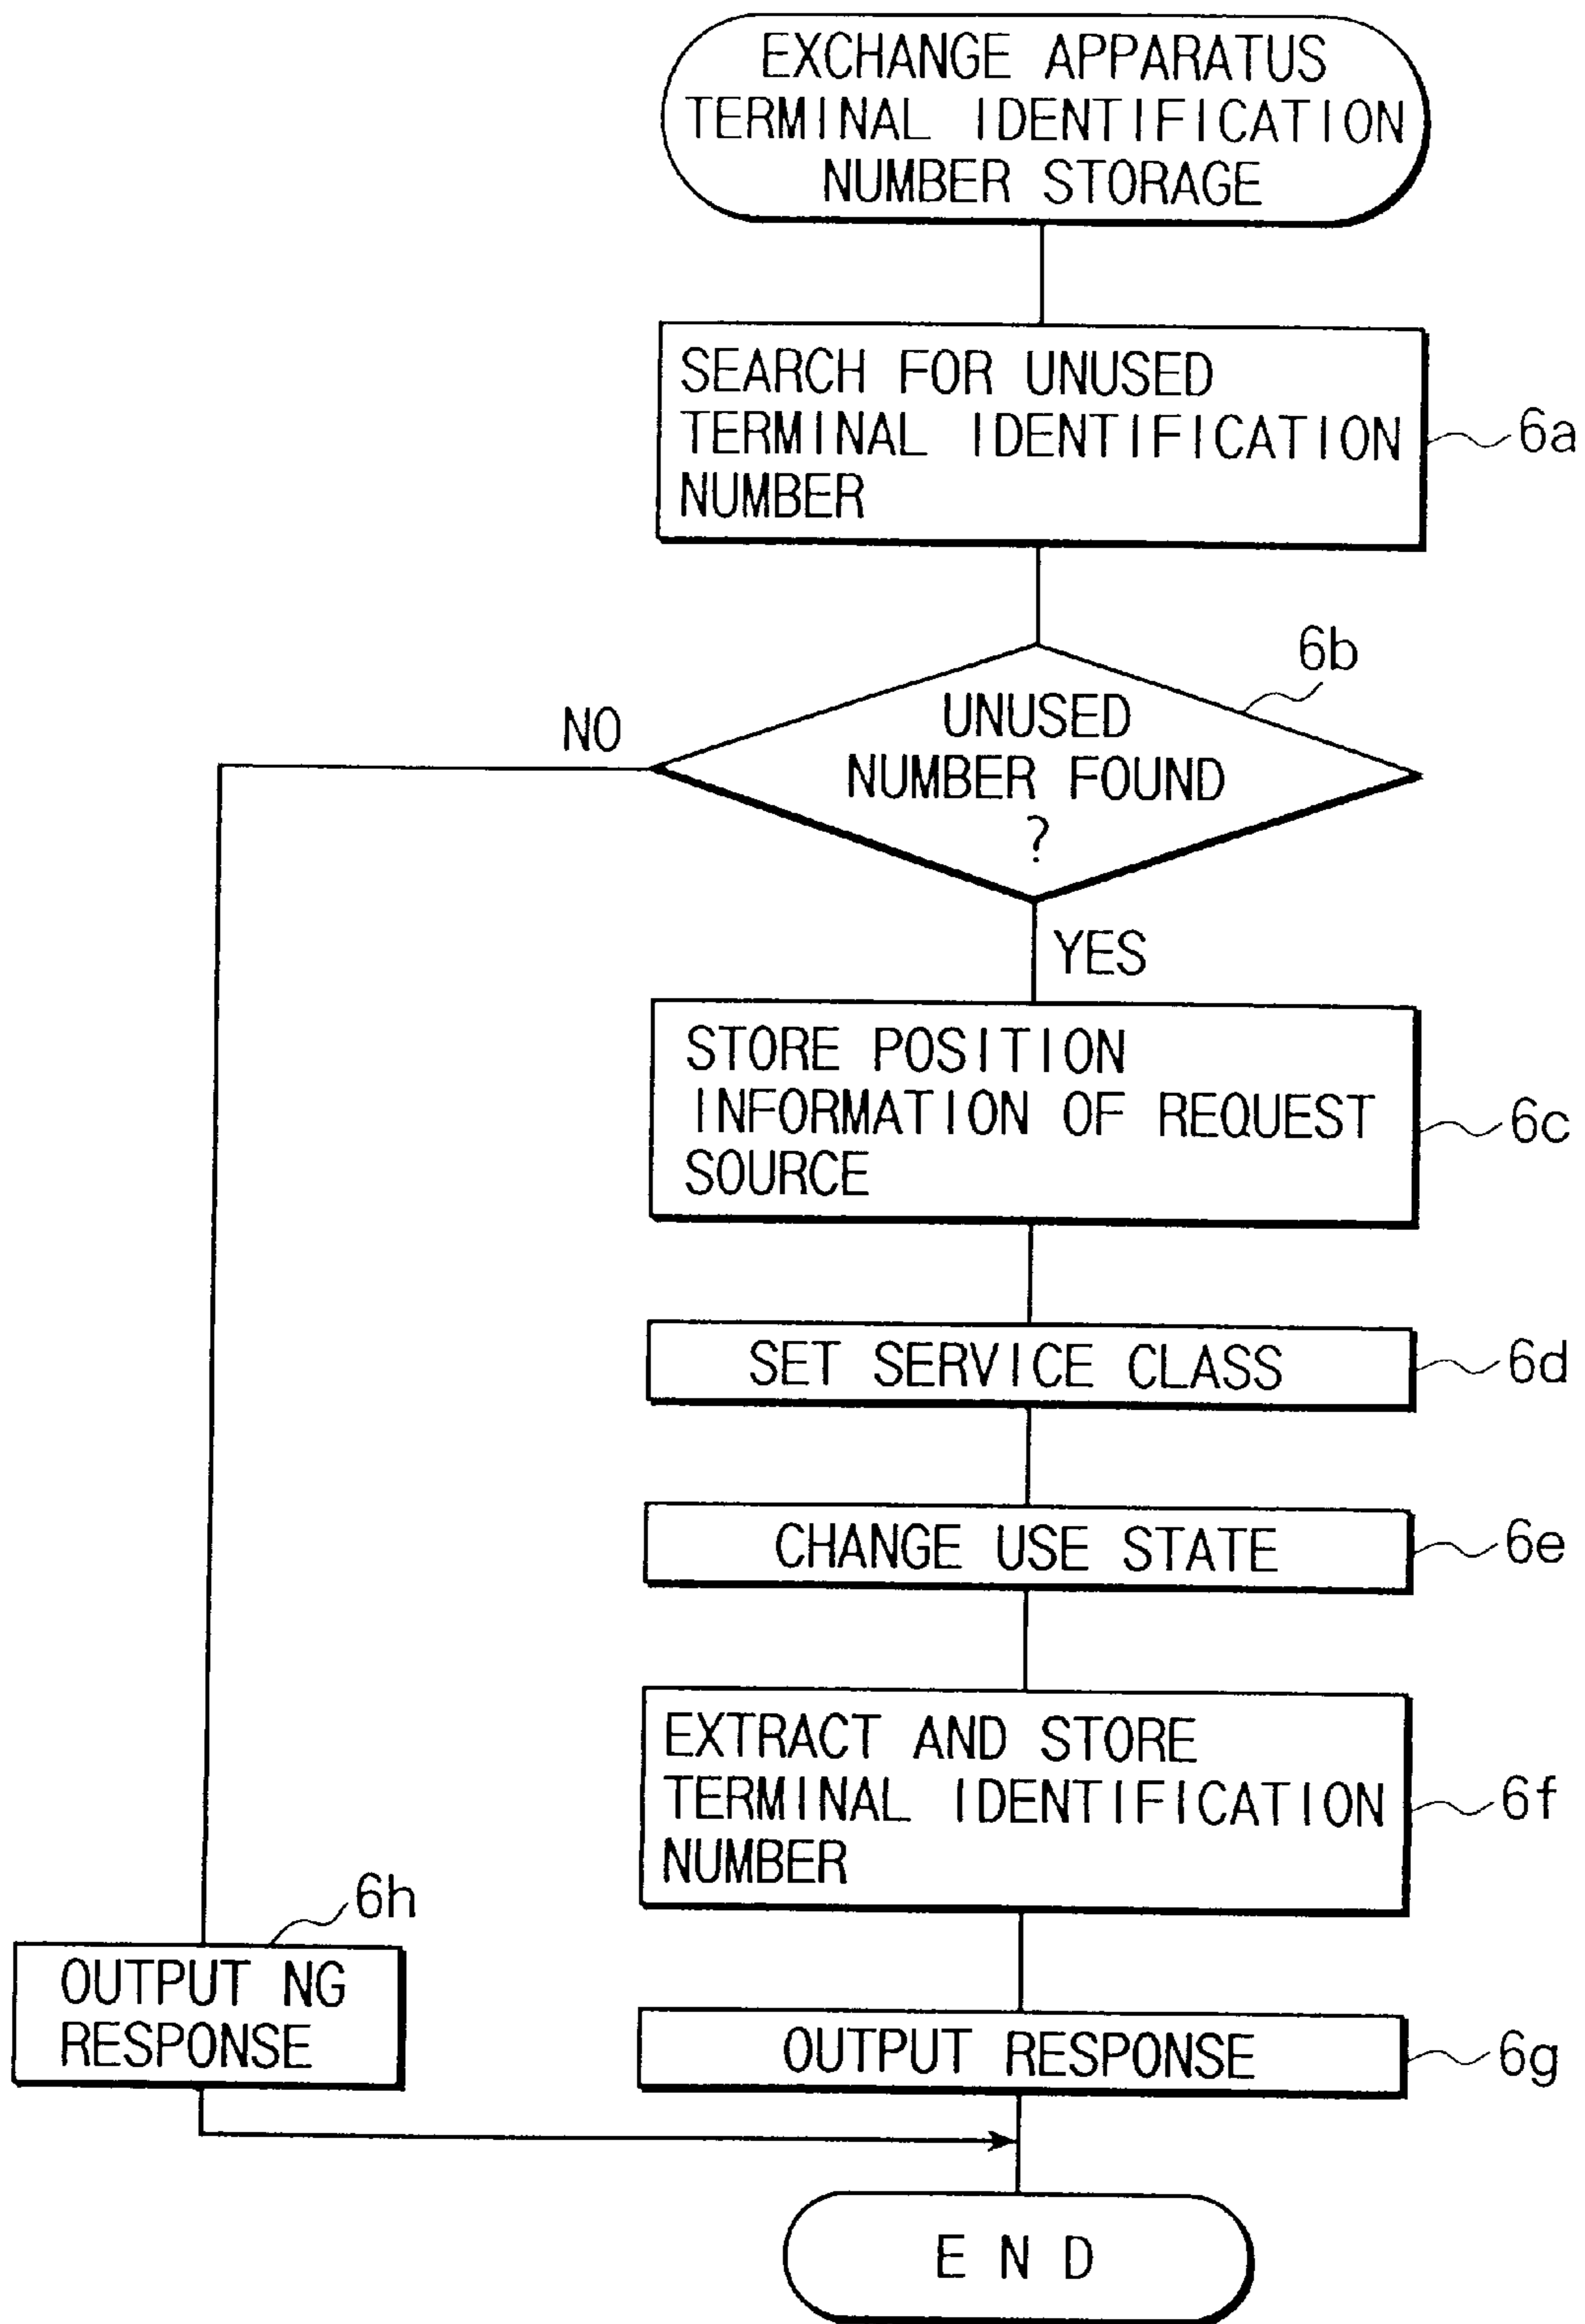 EXCHANGE APPARATUS
TERMINAL IDENTIFICATION
NUMBER STORAGE
SEARCH FOR UNUSED
TERMINAL IDENTIFICATION
NUMBER
6a
6b
UNUSED
NUMBER FOUND
?
NO
YES
STORE POSITION
INFORMATION OF REQUEST
SOURCE
6c
SET SERVICE CLASS
6d
CHANGE USE STATE
6e
EXTRACT AND STORE
TERMINAL IDENTIFICATION
NUMBER
6f
6h
OUTPUT NG
RESPONSE
OUTPUT RESPONSE
6g
END